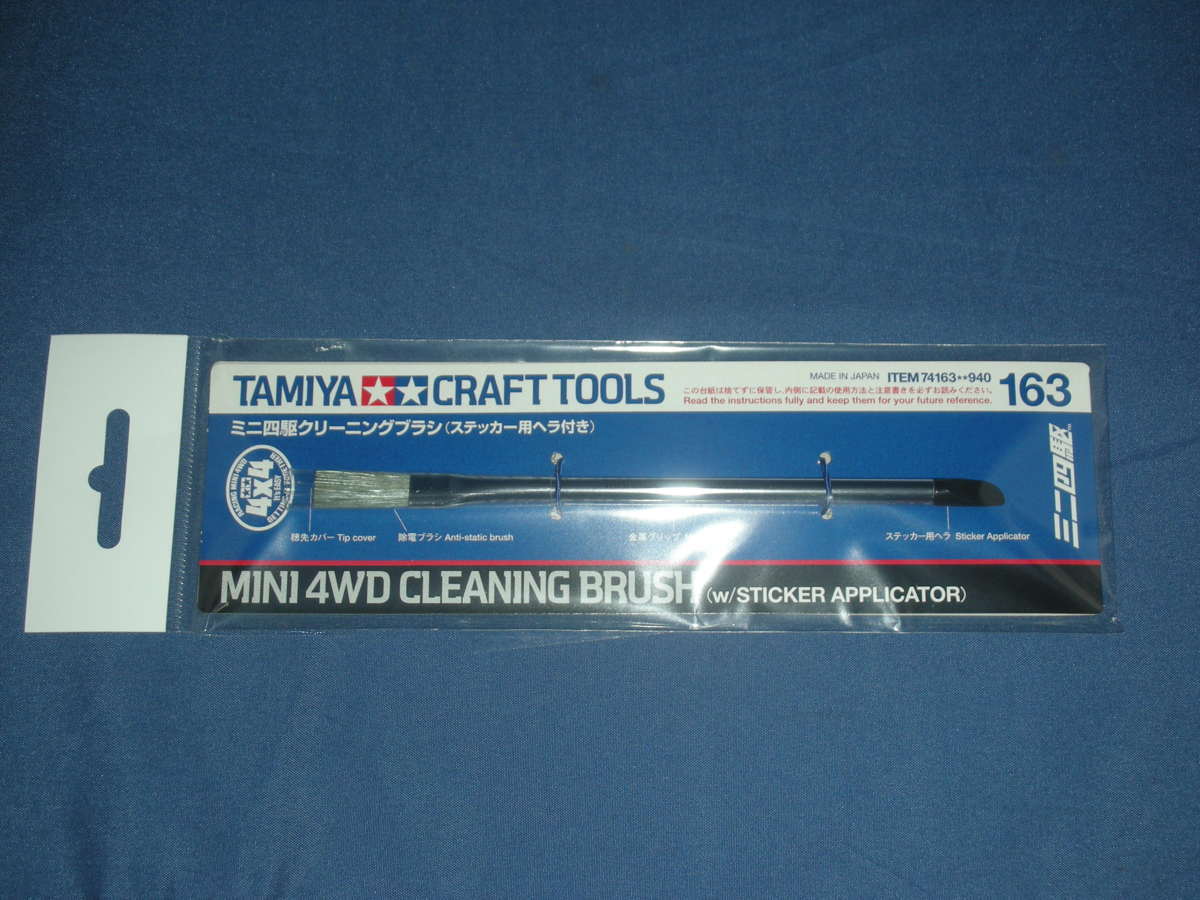 TAMIYA CRAFT TOOLS
MADE IN JAPAN ITEM 74163★★940
この台紙は捨てずに保管し、内側に記載の使用方法と注意書きを必ずお読みください。
Read the instructions fully and keep them for your future reference.
163
ミニ四駆クリーニングブラシ(ステッカー用ヘラ付き)
4x4
RACING MINI 4WD
IT'S EASY
ミニ四駆
穂先カバー Tip cover
除電ブラシ Anti-static brush
金属グリップ
ステッカー用ヘラ Sticker Applicator
MINI 4WD CLEANING BRUSH (w/STICKER APPLICATOR)